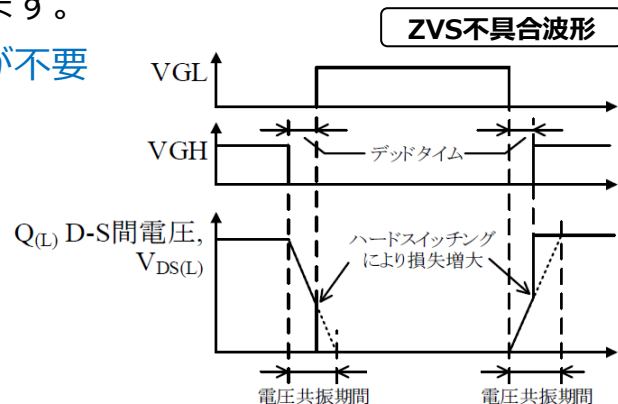 ます。
ZVS不具合波形
が不要
VGL
VGH
デッドタイム
Q(L) D-S間電圧,
VDS(L)
ハードスイッチング
により損失増大
電圧共振期間
電圧共振期間